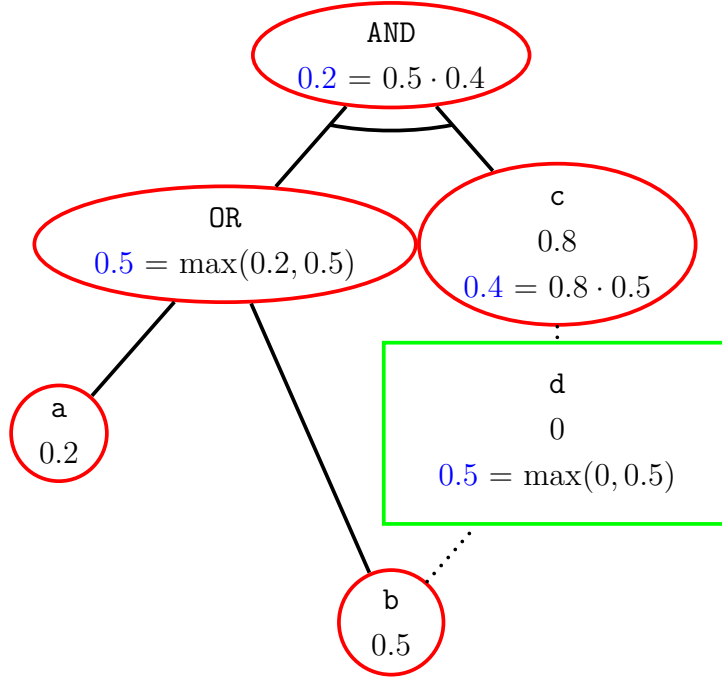 AND
0.2 = 0.5 · 0.4
OR
0.5 = max(0.2, 0.5)
c
0.8
0.4 = 0.8 · 0.5
d
0
0.5 = max(0, 0.5)
a
0.2
b
0.5